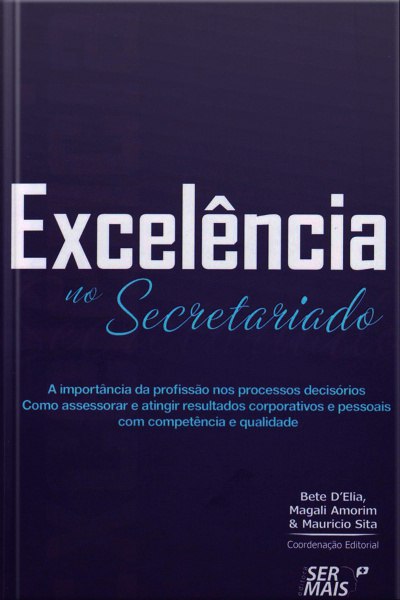 Excelência
no Secretariado
A importância da profissão nos processos decisórios
Como assessorar e atingir resultados corporativos e pessoais
com competência e qualidade
Bete D'Elia,
Magali Amorim
& Mauricio Sita
Coordenação Editorial
editora
SER
MAIS